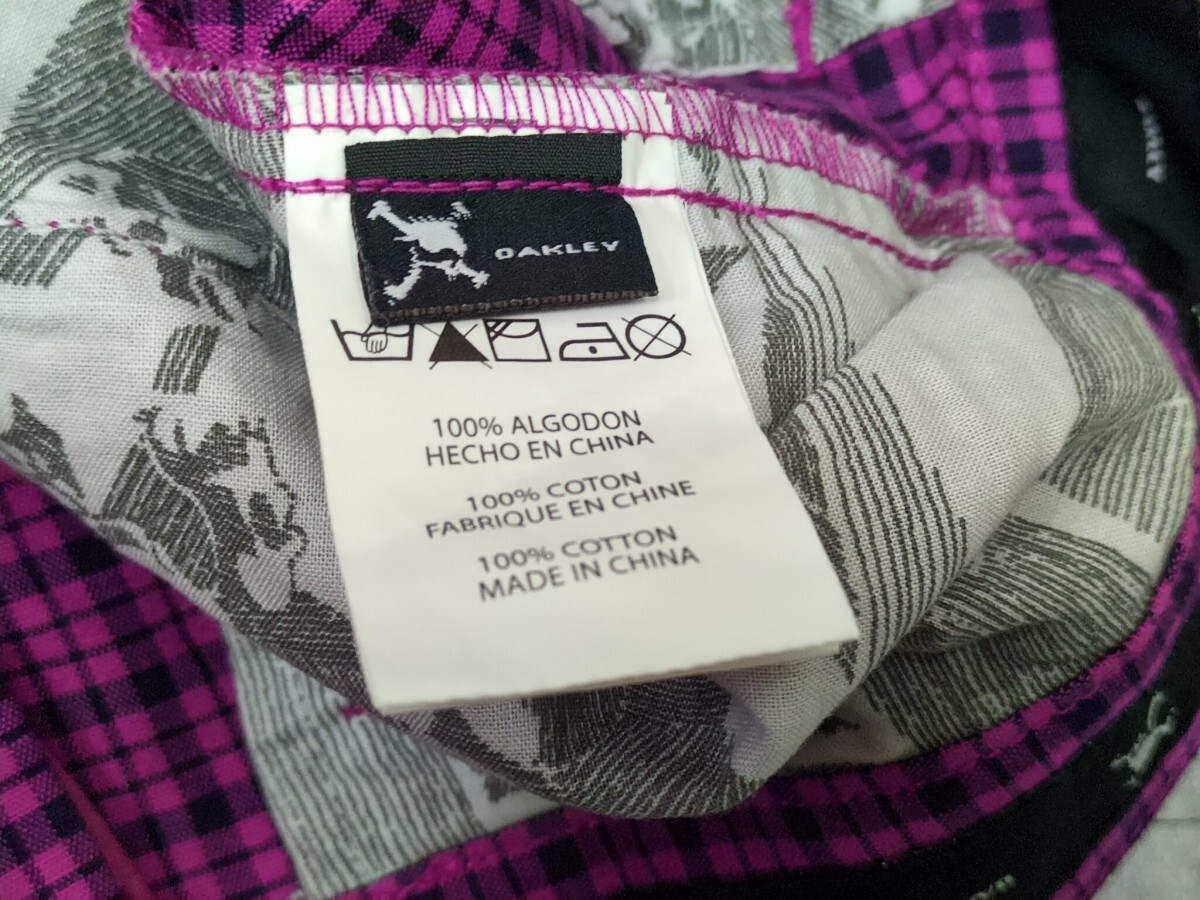 OAKLEY
100% ALGODON
HECHO EN CHINA
100% COTON
FABRIQUE EN CHINE
100% COTTON
MADE IN CHINA